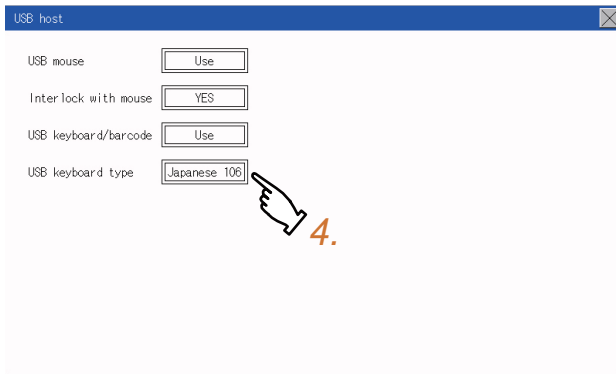 USB host
USB mouse Use
Interlock with mouse YES
USB keyboard/barcode Use
USB keyboard type Japanese 106
4.